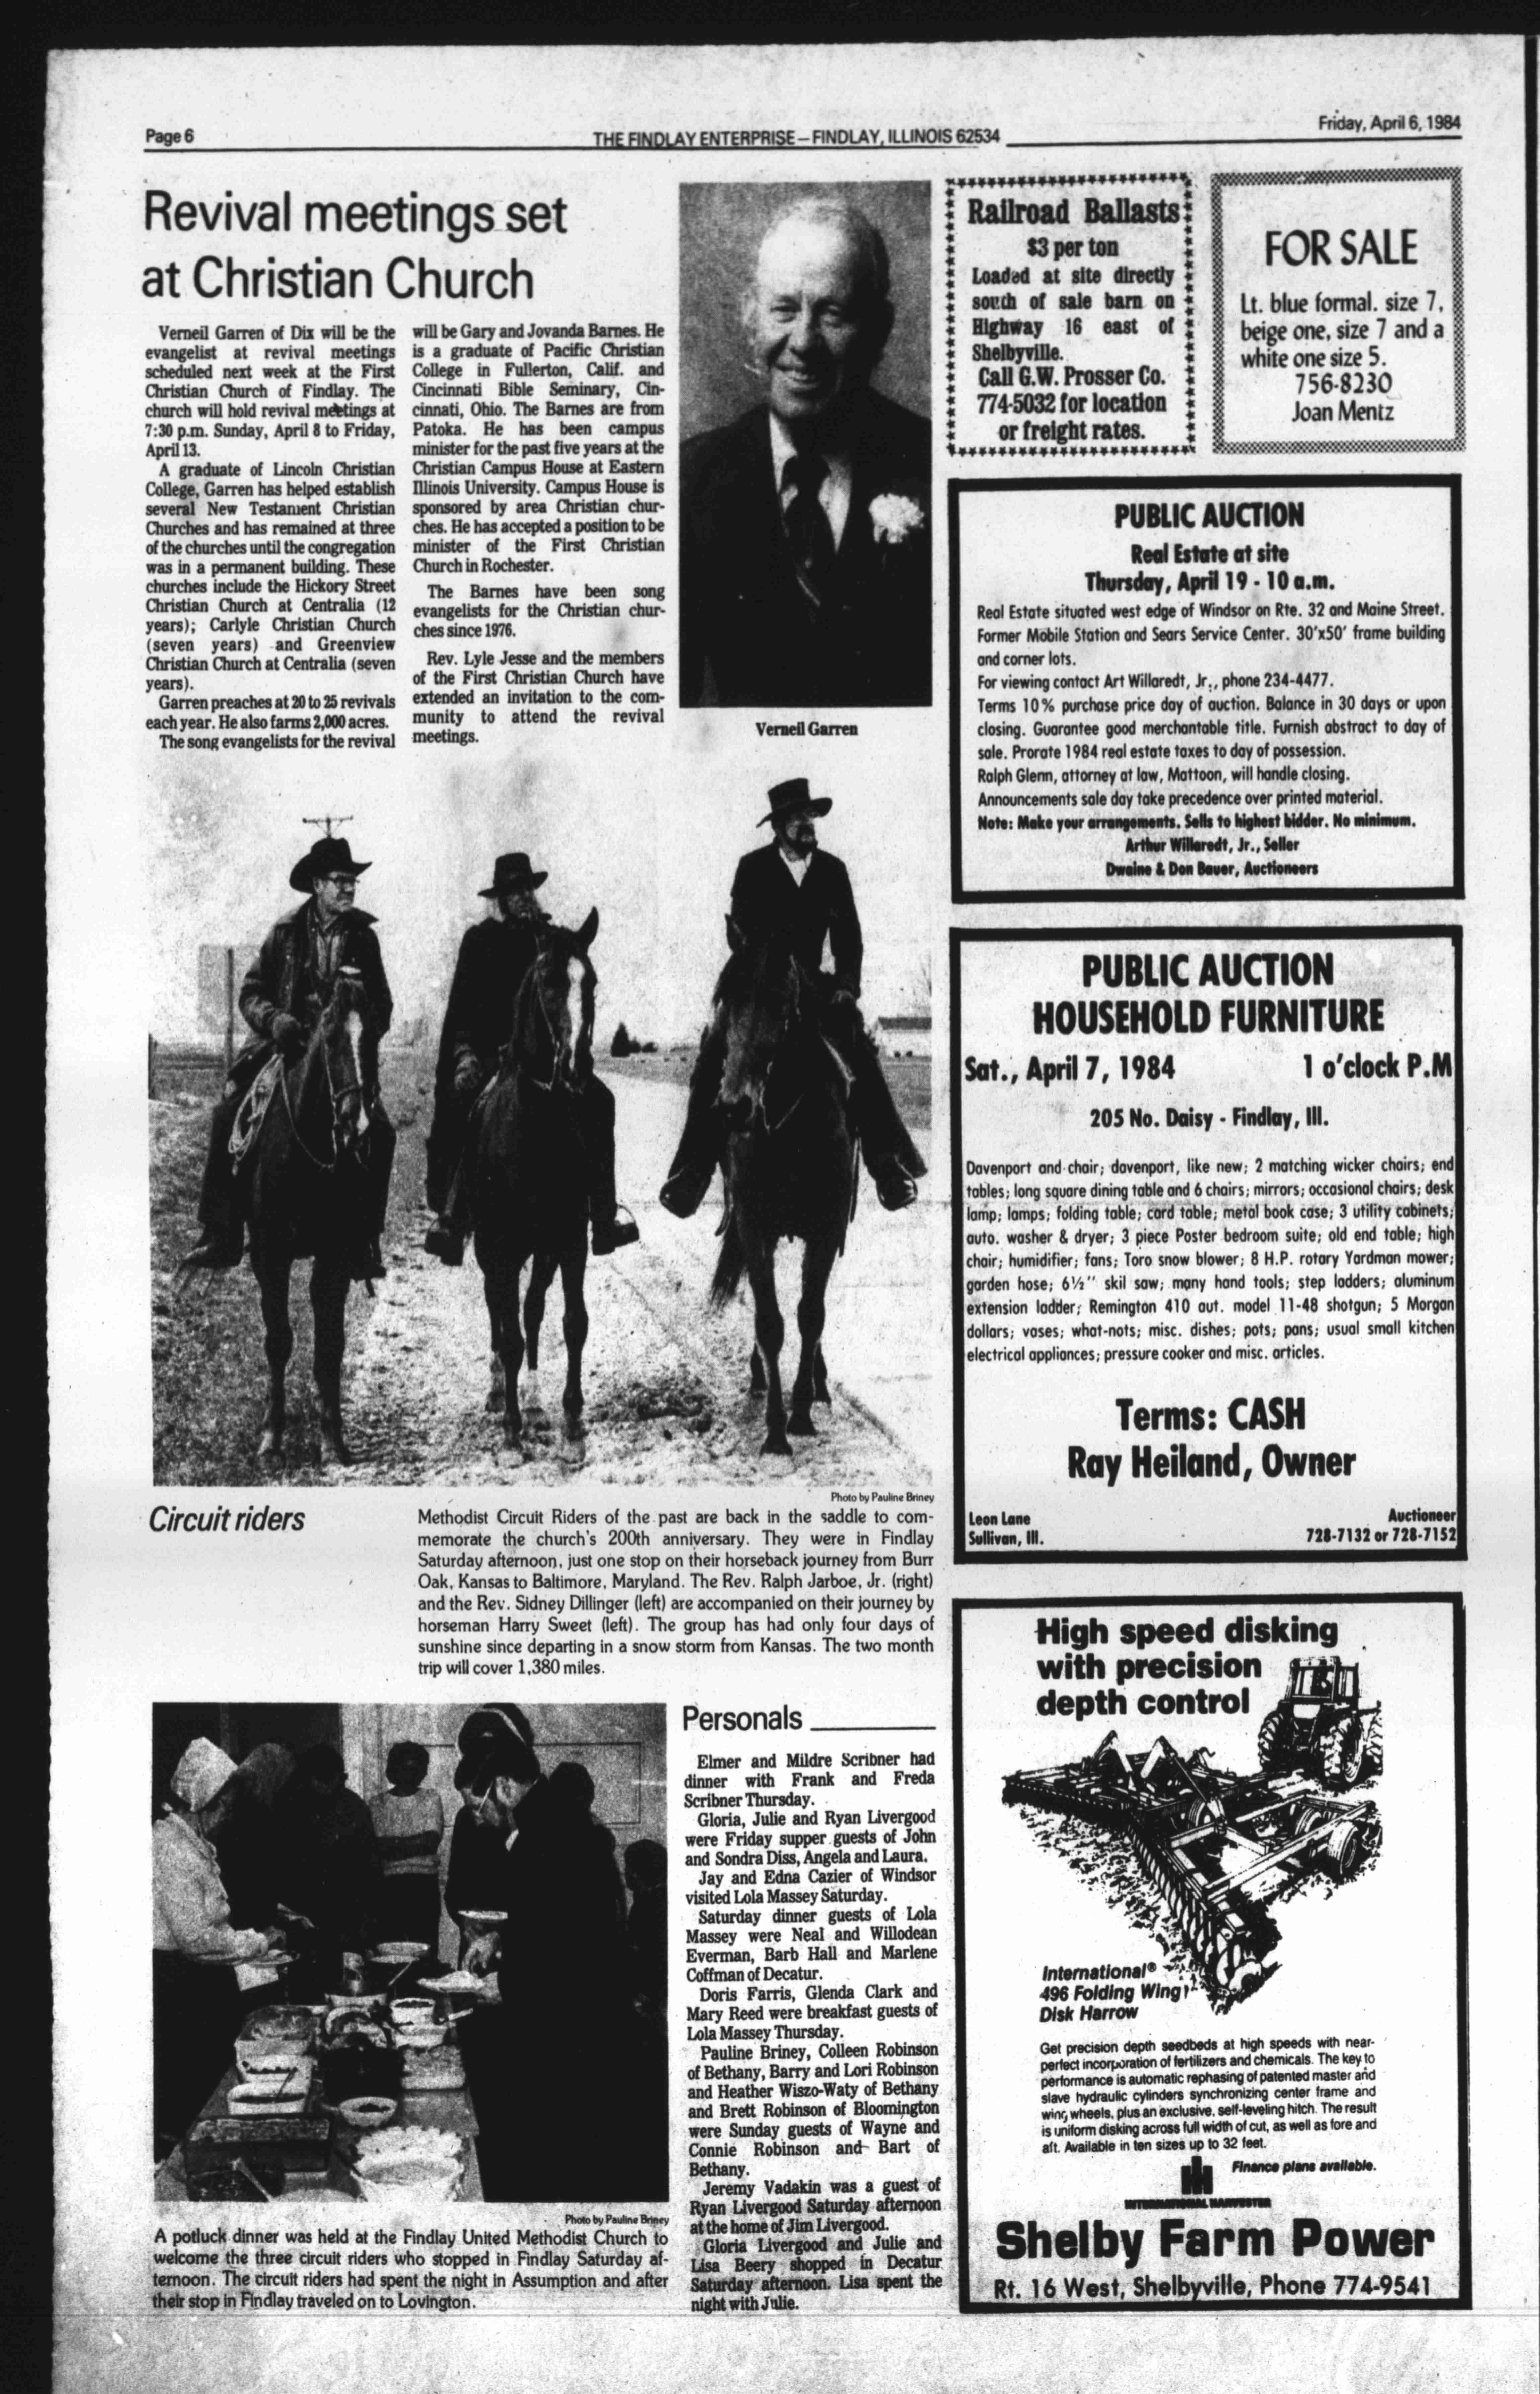 Page 6
THE FINDLAY ENTERPRISE – FINDLAY, ILLINOIS 62534
Friday, April 6, 1984
Revival meetings set
at Christian Church
Verneil Garren of Dix will be the
evangelist at revival meetings
scheduled next week at the First
Christian Church of Findlay. The
church will hold revival meetings at
7:30 p.m. Sunday, April 8 to Friday,
April 13.
A graduate of Lincoln Christian
College, Garren has helped establish
several New Testament Christian
Churches and has remained at three
of the churches until the congregation
was in a permanent building. These
churches include the Hickory Street
Christian Church at Centralia (12
years); Carlyle Christian Church
(seven years) and Greenview
Christian Church at Centralia (seven
years).
Garren preaches at 20 to 25 revivals
each year. He also farms 2,000 acres.
The song evangelists for the revival
will be Gary and Jovanda Barnes. He
is a graduate of Pacific Christian
College in Fullerton, Calif. and
Cincinnati Bible Seminary, Cin-
cinnati, Ohio. The Barnes are from
Patoka. He has been campus
minister for the past five years at the
Christian Campus House at Eastern
Illinois University. Campus House is
sponsored by area Christian chur-
ches. He has accepted a position to be
minister of the First Christian
Church in Rochester.
The Barnes have been song
evangelists for the Christian chur-
ches since 1976.
Rev. Lyle Jesse and the members
of the First Christian Church have
extended an invitation to the com-
munity to attend the revival
meetings.
Verneil Garren
Railroad Ballasts
$3 per ton
Loaded at site directly
south of sale barn on
Highway 16 east of
Shelbyville.
Call G.W. Prosser Co.
774-5032 for location
or freight rates.
FOR SALE
Lt. blue formal. size 7,
beige one, size 7 and a
white one size 5.
756-8230
Joan Mentz
PUBLIC AUCTION
Real Estate at site
Thursday, April 19 - 10 a.m.
Real Estate situated west edge of Windsor on Rte. 32 and Maine Street.
Former Mobile Station and Sears Service Center. 30'x50' frame building
and corner lots.
For viewing contact Art Willaredt, Jr., phone 234-4477.
Terms 10% purchase price day of auction. Balance in 30 days or upon
closing. Guarantee good merchantable title. Furnish abstract to day of
sale. Prorate 1984 real estate taxes to day of possession.
Ralph Glenn, attorney at law, Mattoon, will handle closing.
Announcements sale day take precedence over printed material.
Note: Make your arrangements. Sells to highest bidder. No minimum.
Arthur Willaredt, Jr., Seller
Dwaine & Don Bauer, Auctioneers
PUBLIC AUCTION
HOUSEHOLD FURNITURE
Sat., April 7, 1984 1 o'clock P.M
205 No. Daisy - Findlay, Ill.
Davenport and chair; davenport, like new; 2 matching wicker chairs; end
tables; long square dining table and 6 chairs; mirrors; occasional chairs; desk
lamp; lamps; folding table; card table; metal book case; 3 utility cabinets;
auto. washer & dryer; 3 piece Poster bedroom suite; old end table; high
chair; humidifier; fans; Toro snow blower; 8 H.P. rotary Yardman mower;
garden hose; 6½" skil saw; many hand tools; step ladders; aluminum
extension ladder; Remington 410 aut. model 11-48 shotgun; 5 Morgan
dollars; vases; what-nots; misc. dishes; pots; pans; usual small kitchen
electrical appliances; pressure cooker and misc. articles.
Terms: CASH
Ray Heiland, Owner
Leon Lane
Sullivan, Ill.
Auctioneer
728-7132 or 728-7152
Photo by Pauline Briney
Circuit riders
Methodist Circuit Riders of the past are back in the saddle to com-
memorate the church's 200th anniversary. They were in Findlay
Saturday afternoon, just one stop on their horseback journey from Burr
Oak, Kansas to Baltimore, Maryland. The Rev. Ralph Jarboe, Jr. (right)
and the Rev. Sidney Dillinger (left) are accompanied on their journey by
horseman Harry Sweet (left). The group has had only four days of
sunshine since departing in a snow storm from Kansas. The two month
trip will cover 1,380 miles.
Photo by Pauline Briney
A potluck dinner was held at the Findlay United Methodist Church to
welcome the three circuit riders who stopped in Findlay Saturday af-
ternoon. The circuit riders had spent the night in Assumption and after
their stop in Findlay traveled on to Lovington.
Personals
Elmer and Mildre Scribner had
dinner with Frank and Freda
Scribner Thursday.
Gloria, Julie and Ryan Livergood
were Friday supper guests of John
and Sondra Diss, Angela and Laura.
Jay and Edna Cazier of Windsor
visited Lola Massey Saturday.
Saturday dinner guests of Lola
Massey were Neal and Willodean
Everman, Barb Hall and Marlene
Coffman of Decatur.
Doris Farris, Glenda Clark and
Mary Reed were breakfast guests of
Lola Massey Thursday.
Pauline Briney, Colleen Robinson
of Bethany, Barry and Lori Robinson
and Heather Wiszo-Waty of Bethany
and Brett Robinson of Bloomington
were Sunday guests of Wayne and
Connie Robinson and Bart of
Bethany.
Jeremy Vadakin was a guest of
Ryan Livergood Saturday afternoon
at the home of Jim Livergood.
Gloria Livergood and Julie and
Lisa Beery shopped in Decatur
Saturday afternoon. Lisa spent the
night with Julie.
High speed disking
with precision
depth control
International®
496 Folding Wing
Disk Harrow
Get precision depth seedbeds at high speeds with near-
perfect incorporation of fertilizers and chemicals. The key to
performance is automatic rephasing of patented master and
slave hydraulic cylinders synchronizing center frame and
wing wheels, plus an exclusive, self-leveling hitch. The result
is uniform disking across full width of cut, as well as fore and
aft. Available in ten sizes up to 32 feet.
Finance plans available.
INTERNATIONAL HARVESTER
Shelby Farm Power
Rt. 16 West, Shelbyville, Phone 774-9541